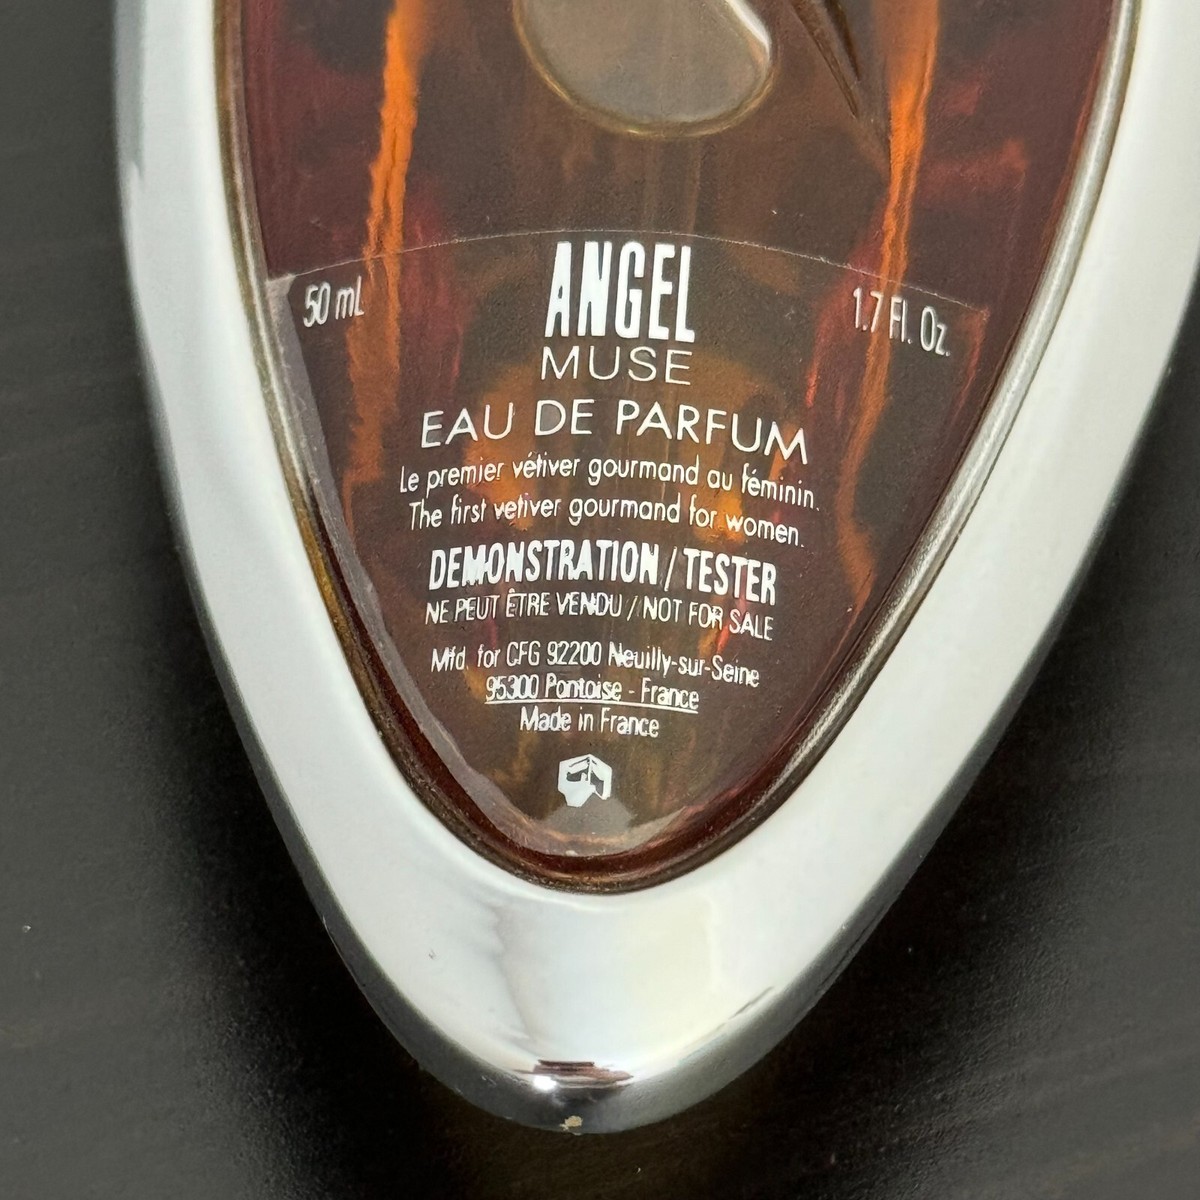 50 mL
ANGEL
1.7 Fl. Oz.
MUSE
EAU DE PARFUM
Le premier vétiver gourmand au féminin.
The first vetiver gourmand for women.
DEMONSTRATION / TESTER
NE PEUT ÊTRE VENDU / NOT FOR SALE
Mfd. for CFG 92200 Neuilly-sur-Seine
95300 Pontoise - France
Made in France